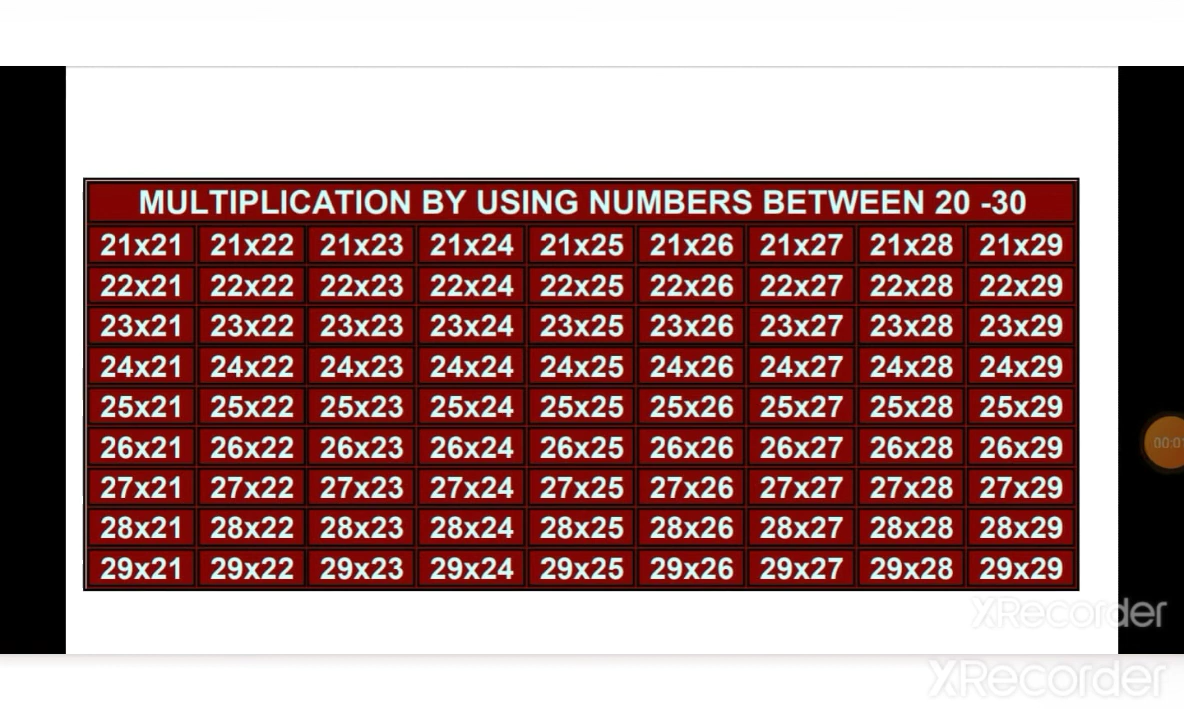 MULTIPLICATION BY USING NUMBERS BETWEEN 20 -30
21x21 21x22 21x23 21x24 21x25 21x26 21x27 21x28 21x29
22x21 22x22 22x23 22x24 22x25 22x26 22x27 22x28 22x29
23x21 23x22 23x23 23x24 23x25 23x26 23x27 23x28 23x29
24x21 24x22 24x23 24x24 24x25 24x26 24x27 24x28 24x29
25x21 25x22 25x23 25x24 25x25 25x26 25x27 25x28 25x29
26x21 26x22 26x23 26x24 26x25 26x26 26x27 26x28 26x29
27x21 27x22 27x23 27x24 27x25 27x26 27x27 27x28 27x29
28x21 28x22 28x23 28x24 28x25 28x26 28x27 28x28 28x29
29x21 29x22 29x23 29x24 29x25 29x26 29x27 29x28 29x29
XRecorder
XRecorder